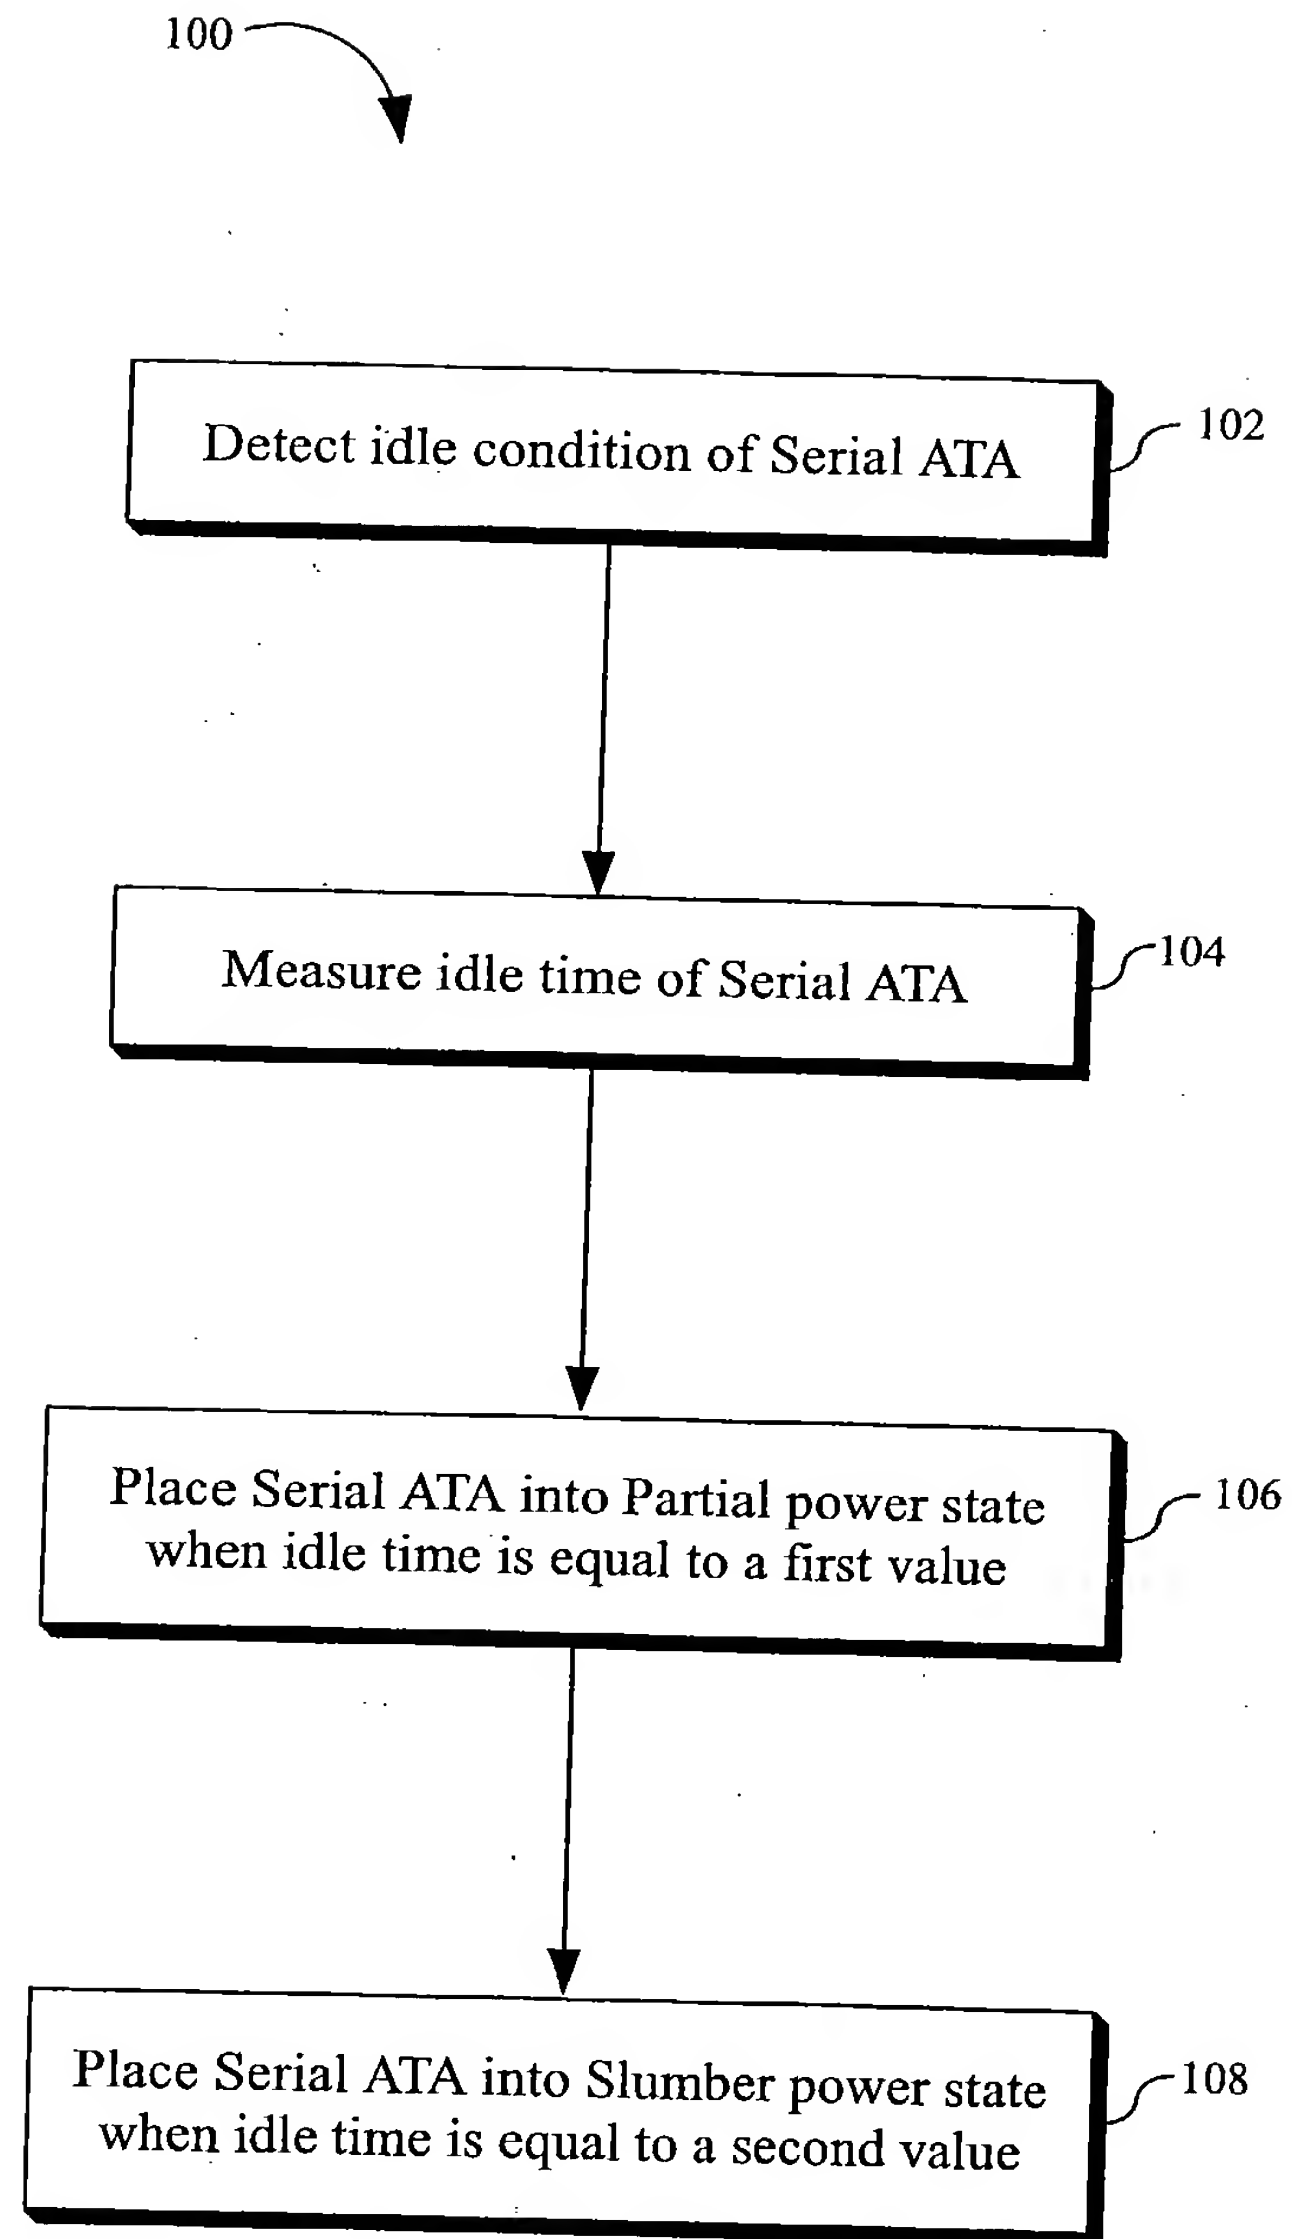 100
Detect idle condition of Serial ATA
102
Measure idle time of Serial ATA
104
Place Serial ATA into Partial power state
when idle time is equal to a first value
106
Place Serial ATA into Slumber power state
when idle time is equal to a second value
108